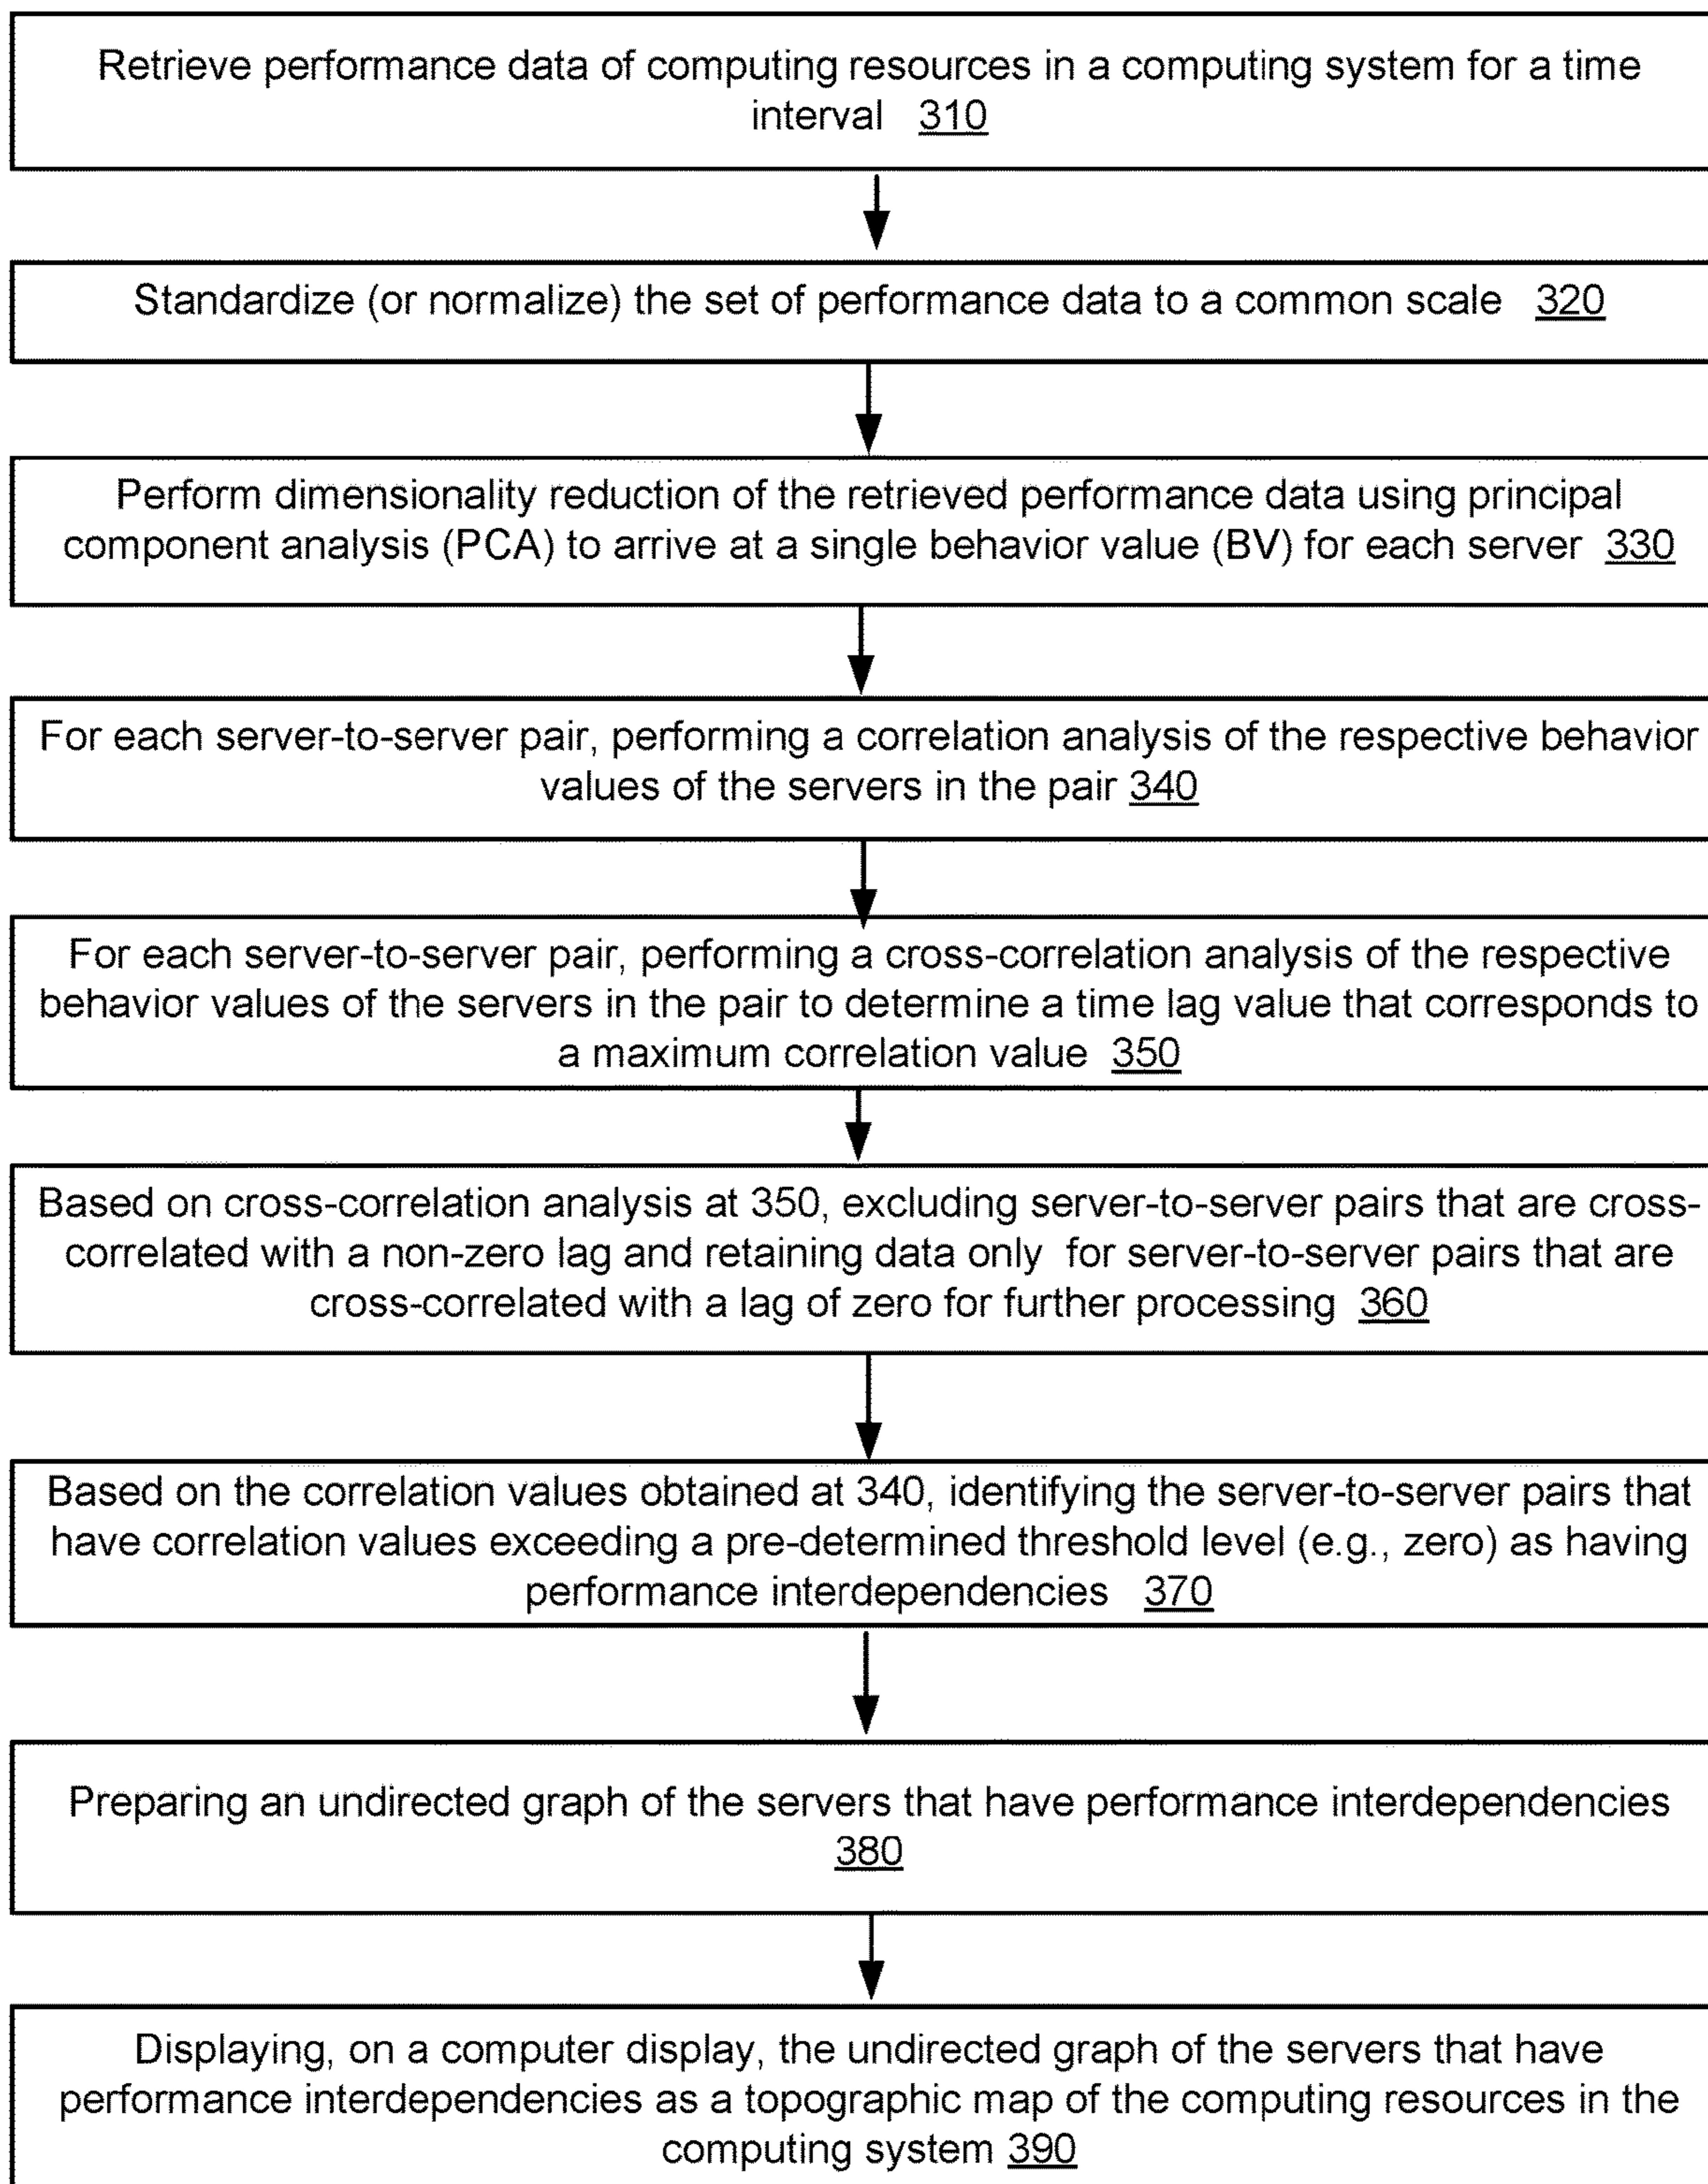 Retrieve performance data of computing resources in a computing system for a time
interval 310
Standardize (or normalize) the set of performance data to a common scale 320
Perform dimensionality reduction of the retrieved performance data using principal
component analysis (PCA) to arrive at a single behavior value (BV) for each server 330
For each server-to-server pair, performing a correlation analysis of the respective behavior
values of the servers in the pair 340
For each server-to-server pair, performing a cross-correlation analysis of the respective
behavior values of the servers in the pair to determine a time lag value that corresponds to
a maximum correlation value 350
Based on cross-correlation analysis at 350, excluding server-to-server pairs that are cross-
correlated with a non-zero lag and retaining data only for server-to-server pairs that are
cross-correlated with a lag of zero for further processing 360
Based on the correlation values obtained at 340, identifying the server-to-server pairs that
have correlation values exceeding a pre-determined threshold level (e.g., zero) as having
performance interdependencies 370
Preparing an undirected graph of the servers that have performance interdependencies
380
Displaying, on a computer display, the undirected graph of the servers that have
performance interdependencies as a topographic map of the computing resources in the
computing system 390